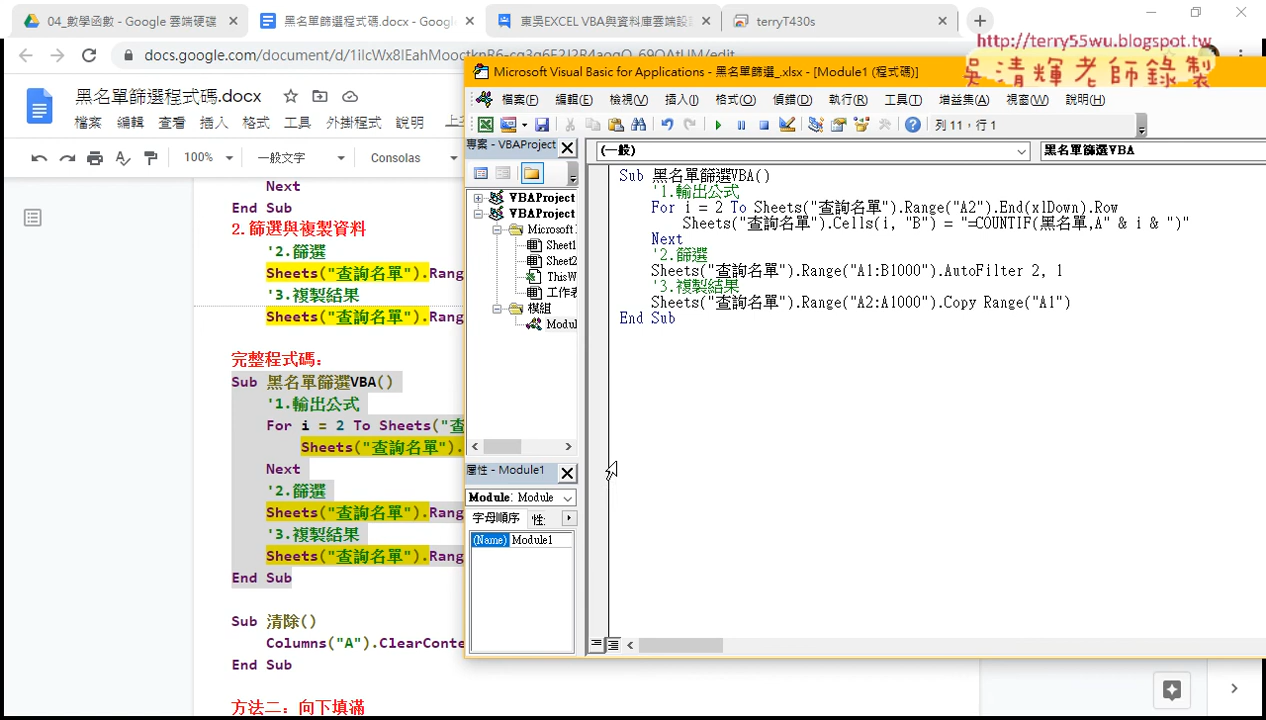 04_數學函數 - Google 雲端硬碟
黑名單篩選程式碼.docx - Google
東吳EXCEL VBA與資料庫雲端設
terryT430s
http://terry55wu.blogspot.tw
吳清輝老師錄製
黑名單篩選程式碼.docx
檔案 編輯 查看 插入 格式 工具 外掛程式 說明
100%
一般文字
Consolas
Next
End Sub
2.篩選與複製資料
'2.篩選
Sheets("查詢名單").Rang
'3.複製結果
Sheets("查詢名單").Rang
完整程式碼:
Sub 黑名單篩選VBA()
'1.輸出公式
For i = 2 To Sheets("查
Sheets("查詢名單").
Next
'2.篩選
Sheets("查詢名單").Rang
'3.複製結果
Sheets("查詢名單").Rang
End Sub
Sub 清除()
Columns("A").ClearConte
End Sub
方法二: 向下填滿
Microsoft Visual Basic for Applications - 黑名單篩選_.xlsx - [Module1 (程式碼)]
檔案(F) 編輯(E) 檢視(V) 插入(I) 格式(O) 偵錯(D) 執行(R) 工具(T) 增益集(A) 視窗(W) 說明(H)
列 11，行 1
專案 - VBAProject
VBAProject
VBAProject
Microsoft
Sheet1
Sheet2
ThisW
工作表
模組
Modul
屬性 - Module1
Module1 Module
字母順序
(Name) Module1
(一般)
黑名單篩選VBA
Sub 黑名單篩選VBA()
'1.輸出公式
For i = 2 To Sheets("查詢名單").Range("A2").End(xlDown).Row
Sheets("查詢名單").Cells(i, "B") = "=COUNTIF(黑名單,A" & i & ")"
Next
'2.篩選
Sheets("查詢名單").Range("A1:B1000").AutoFilter 2, 1
'3.複製結果
Sheets("查詢名單").Range("A2:A1000").Copy Range("A1")
End Sub